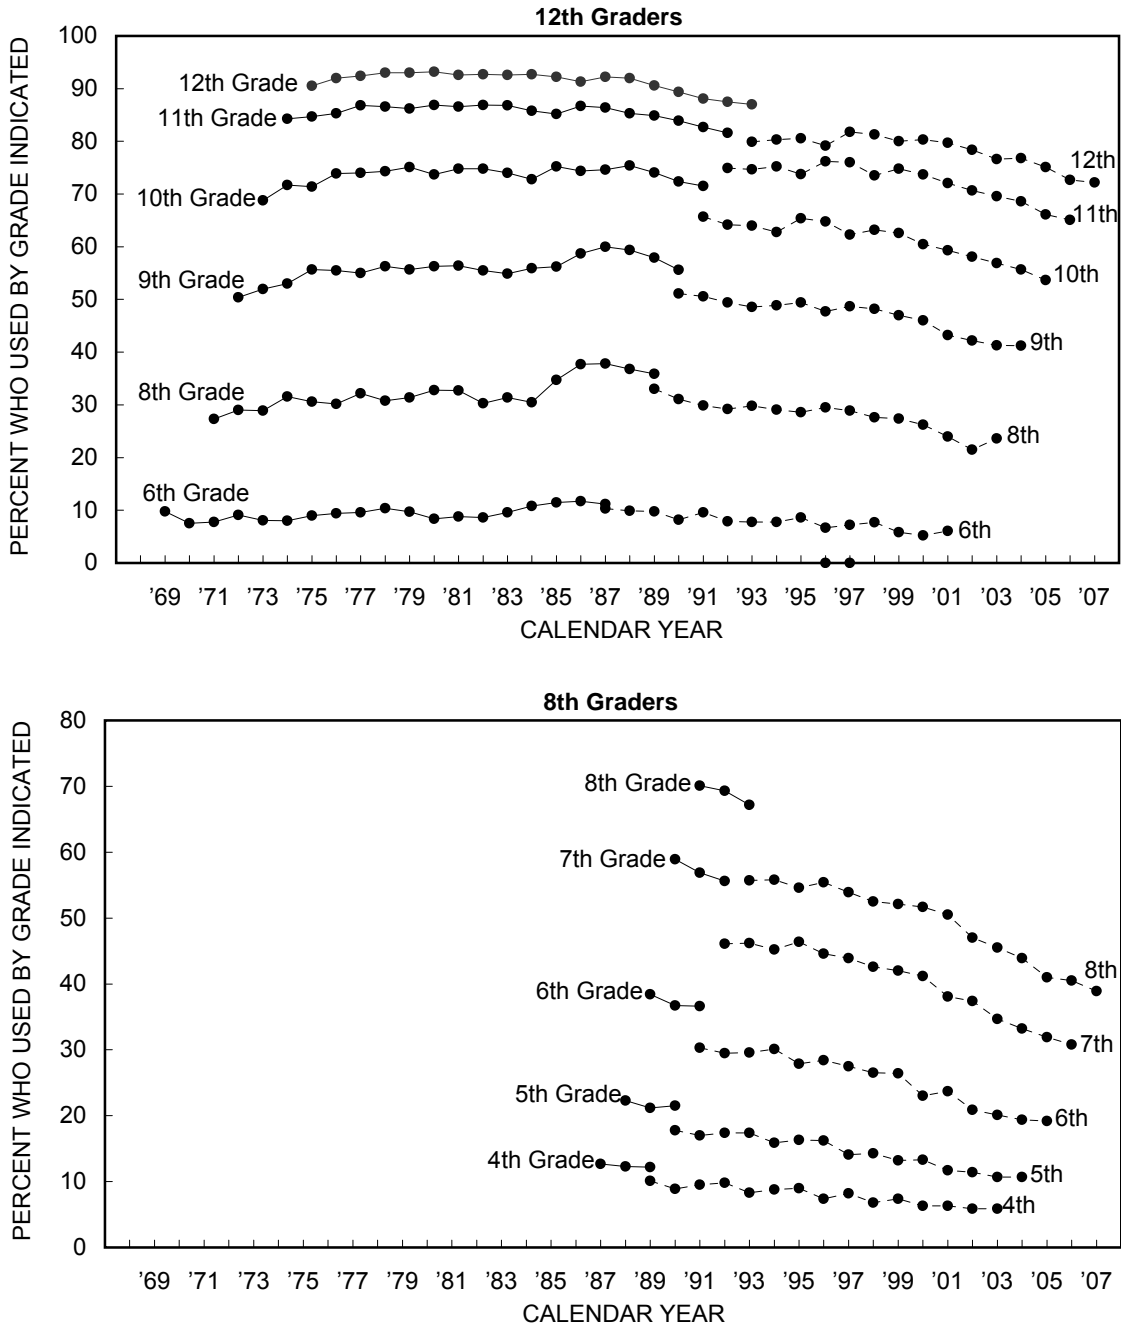 12th Graders
PERCENT WHO USED BY GRADE INDICATED
100
90
80
70
60
50
40
30
20
10
0
12th Grade
11th Grade
10th Grade
9th Grade
8th Grade
6th Grade
12th
11th
10th
9th
8th
6th
’69 ’71 ’73 ’75 ’77 ’79 ’81 ’83 ’85 ’87 ’89 ’91 ’93 ’95 ’97 ’99 ’01 ’03 ’05 ’07
CALENDAR YEAR
8th Graders
PERCENT WHO USED BY GRADE INDICATED
80
70
60
50
40
30
20
10
0
8th Grade
7th Grade
6th Grade
5th Grade
4th Grade
8th
7th
6th
5th
4th
’69 ’71 ’73 ’75 ’77 ’79 ’81 ’83 ’85 ’87 ’89 ’91 ’93 ’95 ’97 ’99 ’01 ’03 ’05 ’07
CALENDAR YEAR